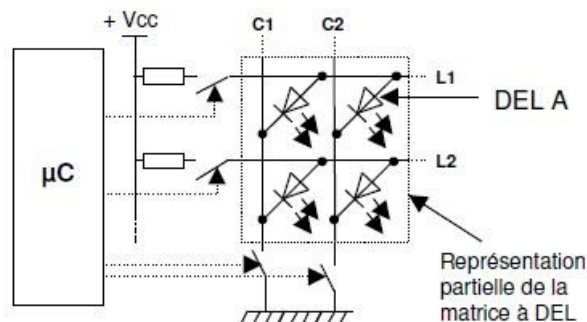 + Vcc
C1
C2
L1
DEL A
µC
L2
Représentation
partielle de la
matrice à DEL